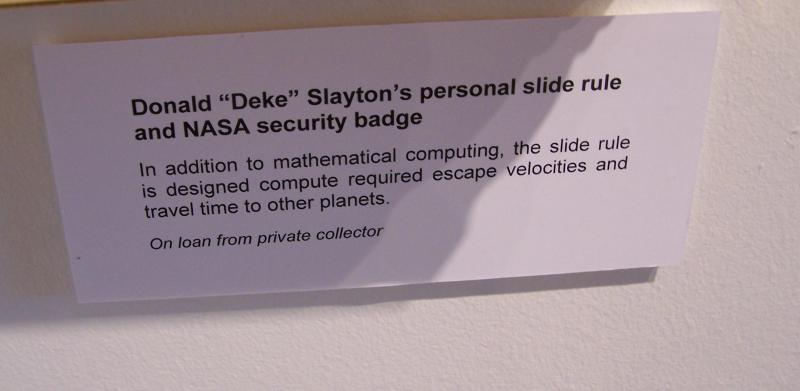 Donald “Deke” Slayton’s personal slide rule
and NASA security badge
In addition to mathematical computing, the slide rule
is designed compute required escape velocities and
travel time to other planets.
On loan from private collector